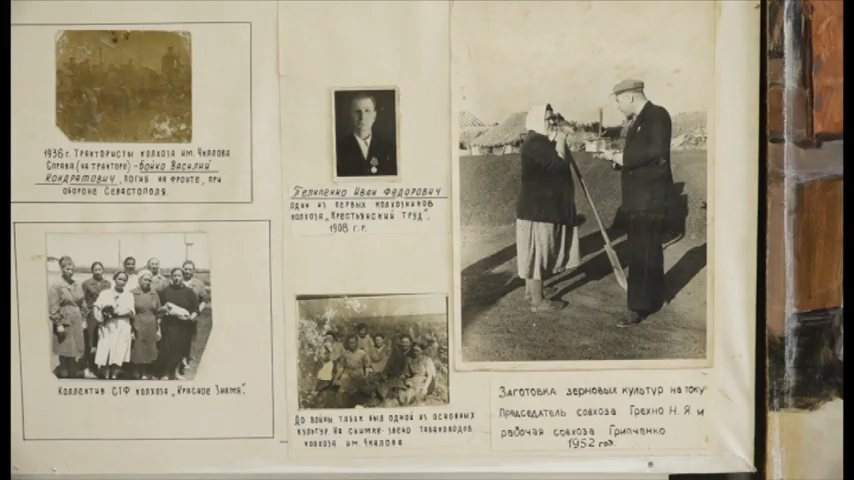 1936 г. Трактористы колхоза им. Чкалова
Справа (на тракторе) - Бойко Василий
Кондратович, погиб на фронте, при
обороне Севастополя.
Коллектив СТФ колхоза „Красное Знамя".
Пелипенко Иван Федорович
один из первых колхозников
колхоза „Крестьянский труд".
1908 г. р.
До войны табак был одной из основных
культур. На снимке - звено табаководов
колхоза им. Чкалова
Заготовка зерновых культур на току
Председатель совхоза Грехно Н. Я. и
рабочая совхоза Грипченко
1952 год.